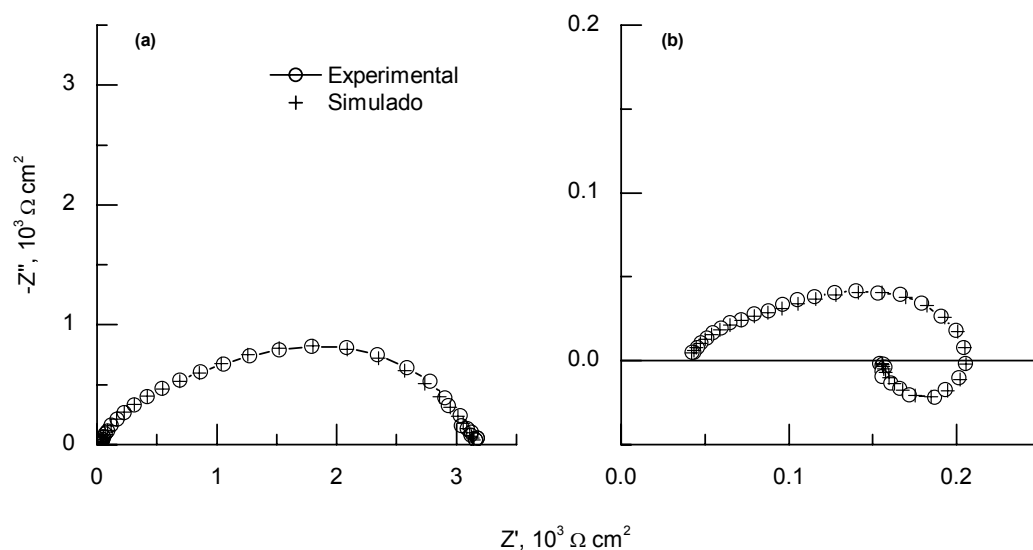 (a)
Experimental
Simulado
3
2
1
0
0
1
2
3
-Z'', 10³ Ω cm²
(b)
0.2
0.1
0.0
0.0
0.1
0.2
Z', 10³ Ω cm²